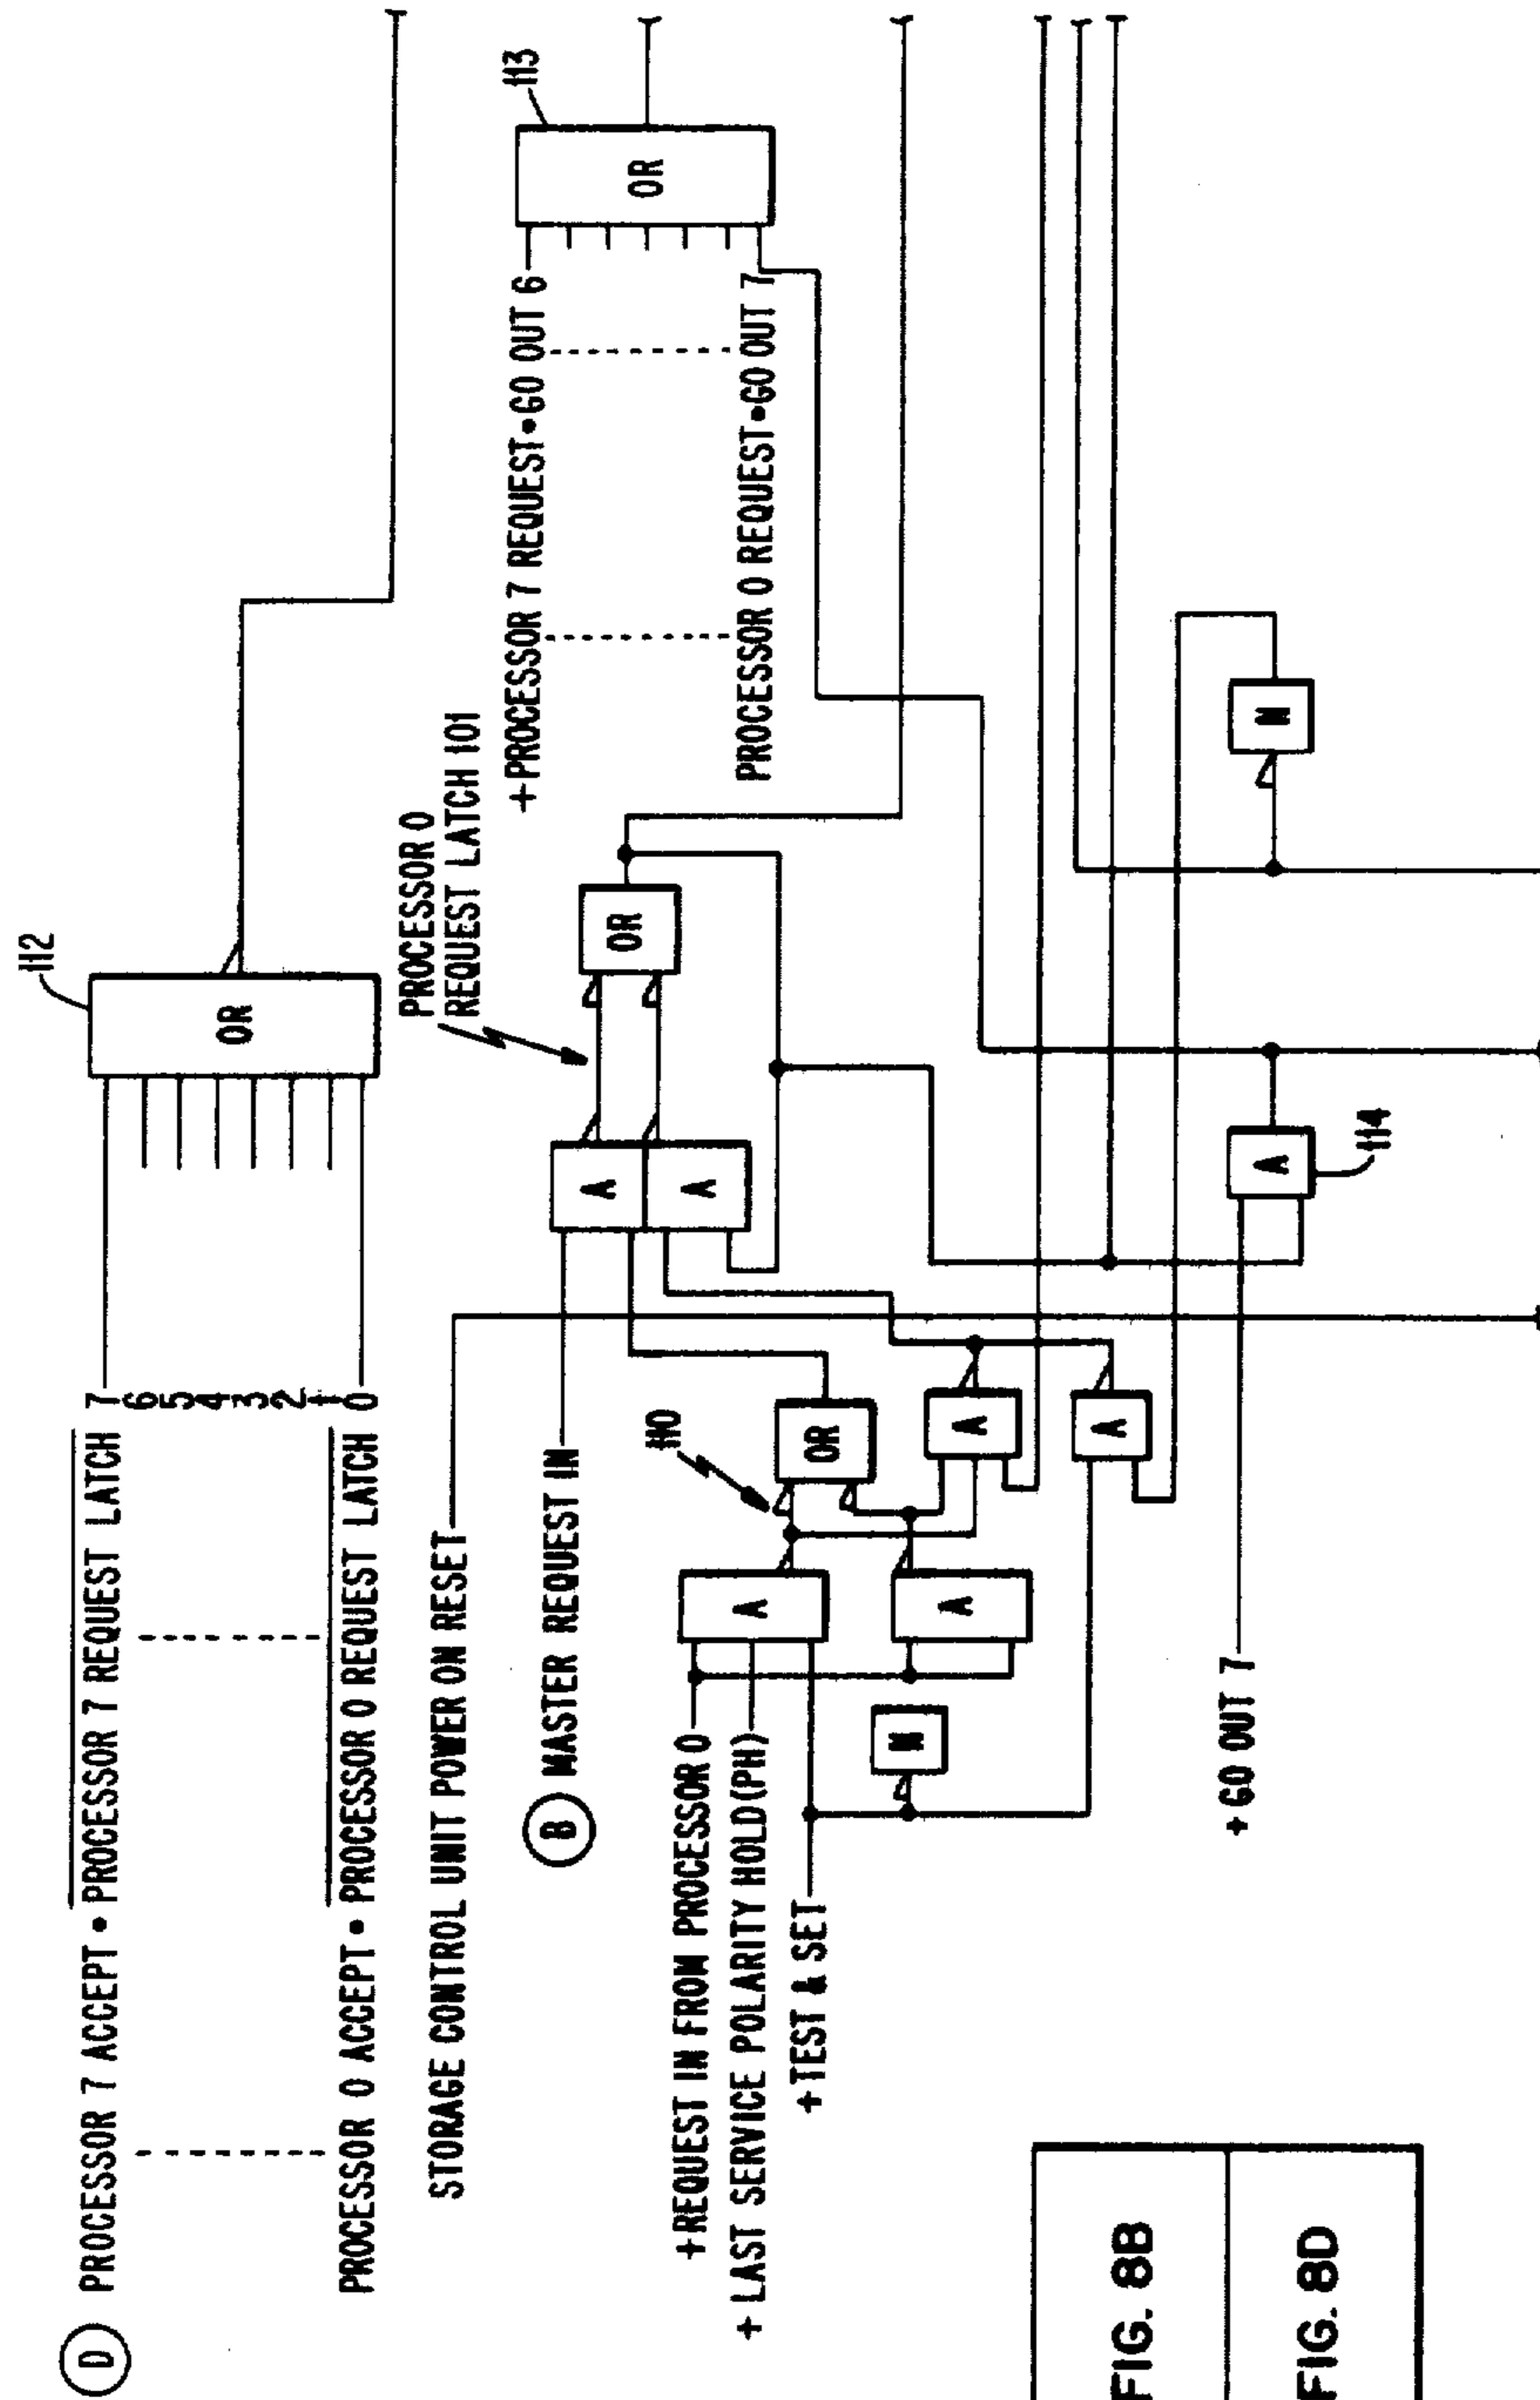 112
OR
D PROCESSOR 7 ACCEPT • PROCESSOR 7 REQUEST LATCH 7
6
5
4
3
2
1
PROCESSOR 0 ACCEPT • PROCESSOR 0 REQUEST LATCH 0
STORAGE CONTROL UNIT POWER ON RESET
PROCESSOR 0
REQUEST LATCH 101
113
OR
+PROCESSOR 7 REQUEST•GO OUT 6
PROCESSOR 0 REQUEST•GO OUT 7
B MASTER REQUEST IN
A
A
OR
110
+REQUEST IN FROM PROCESSOR 0
+ LAST SERVICE POLARITY HOLD(PH)
+TEST & SET
A
A
N
OR
A
A
N
+ GO OUT 7
A
114
FIG. 8B
FIG. 8D